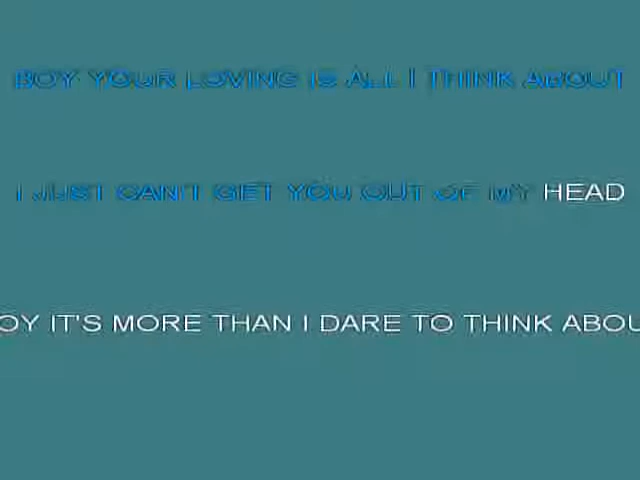 BOY YOUR LOVING IS ALL I THINK ABOUT
I JUST CAN'T GET YOU OUT OF MY HEAD
OY IT'S MORE THAN I DARE TO THINK ABOU